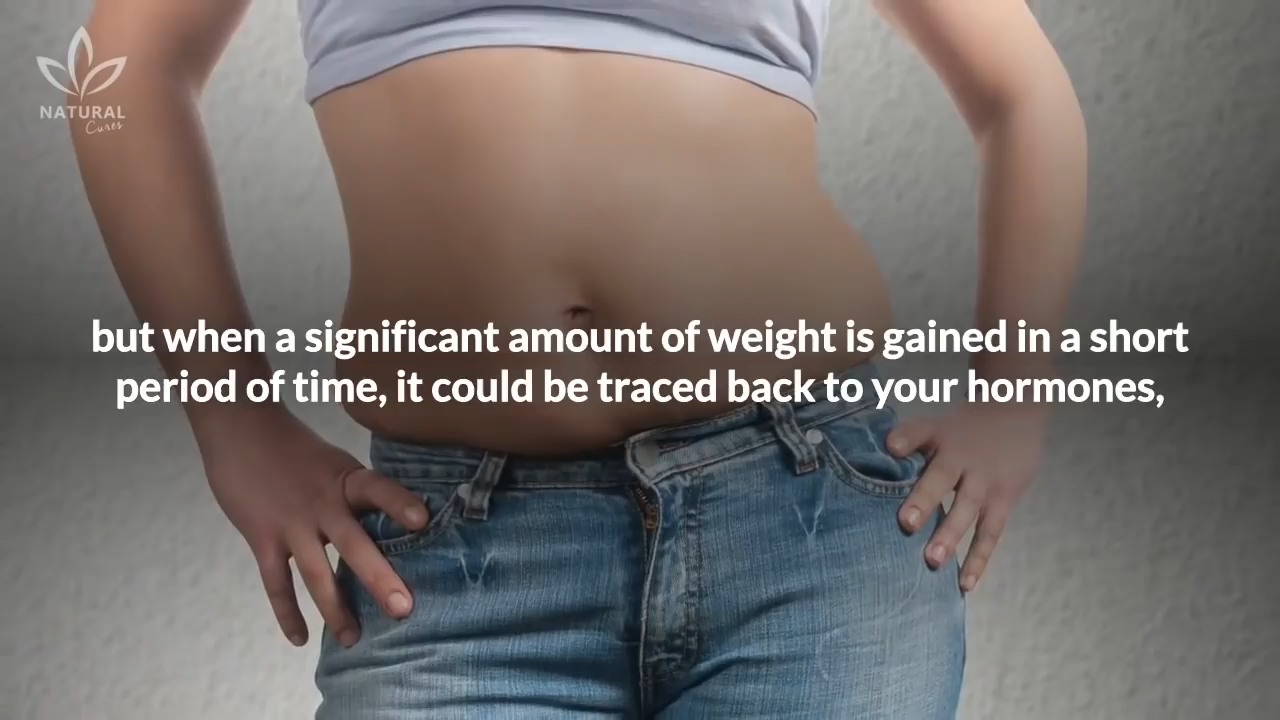 NATURAL
Cures
but when a significant amount of weight is gained in a short
period of time, it could be traced back to your hormones,